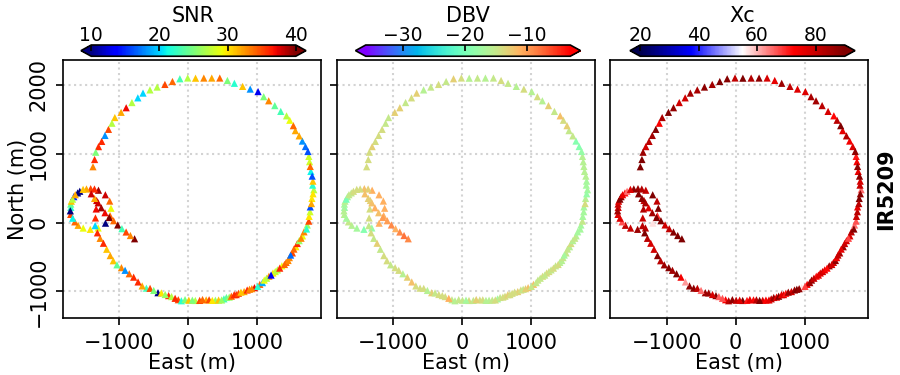 SNR DBV Xc
10 20 30 40 −30 −20 −10 20 40 60 80
2000
1000
0
−1000
North (m)
IR5209
−1000 0 1000 −1000 0 1000 −1000 0 1000
East (m) East (m) East (m)